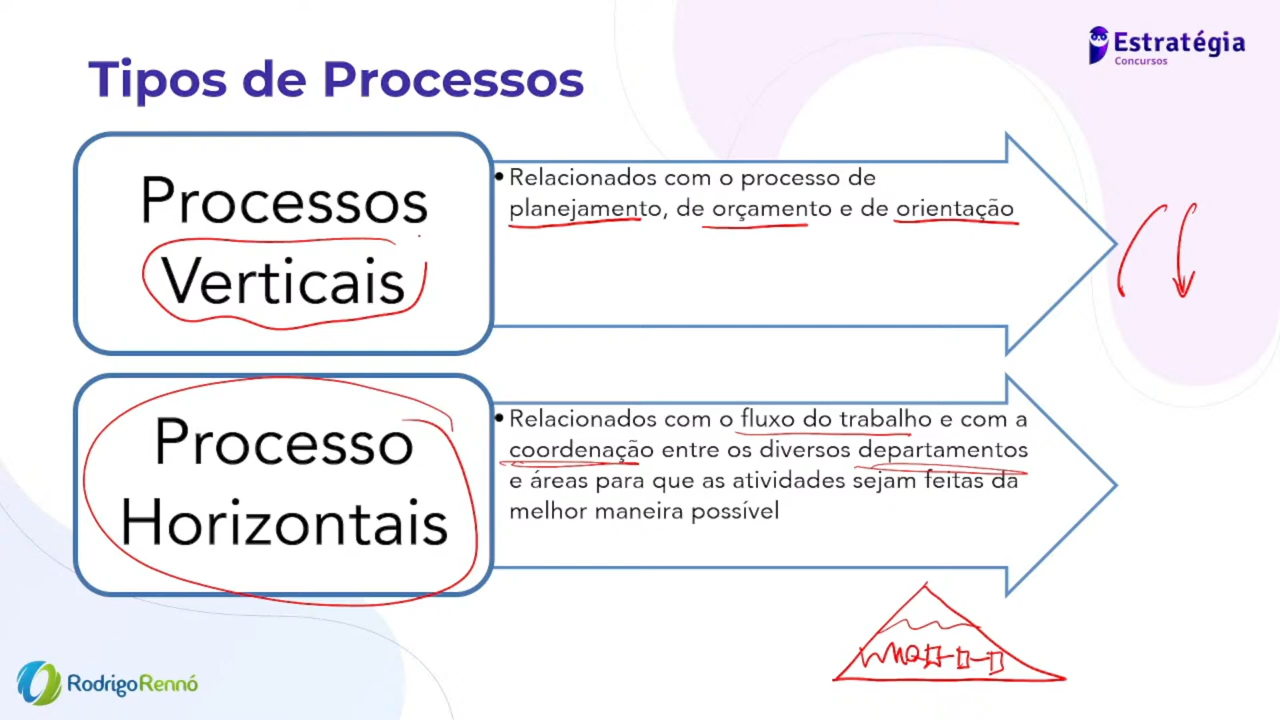 Estratégia
Concursos
Tipos de Processos
Processos
Verticais
• Relacionados com o processo de
planejamento, de orçamento e de orientação
Processo
Horizontais
• Relacionados com o fluxo do trabalho e com a
coordenação entre os diversos departamentos
e áreas para que as atividades sejam feitas da
melhor maneira possível
RodrigoRennó